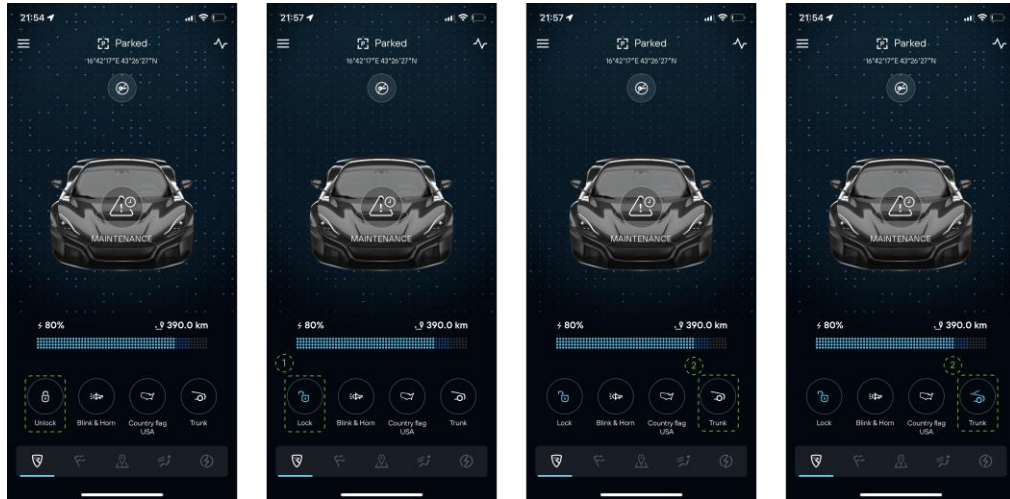 21:54
Parked
16°42'17"E 43°26'27"N
MAINTENANCE
80%
390.0 km
Unlock
Blink & Horn
Country flag
USA
Trunk
21:57
Parked
16°42'17"E 43°26'27"N
MAINTENANCE
80%
390.0 km
1
Lock
Blink & Horn
Country flag
USA
Trunk
21:57
Parked
16°42'17"E 43°26'27"N
MAINTENANCE
80%
390.0 km
2
Lock
Blink & Horn
Country flag
USA
Trunk
21:54
Parked
16°42'17"E 43°26'27"N
MAINTENANCE
80%
390.0 km
2
Lock
Blink & Horn
Country flag
USA
Trunk